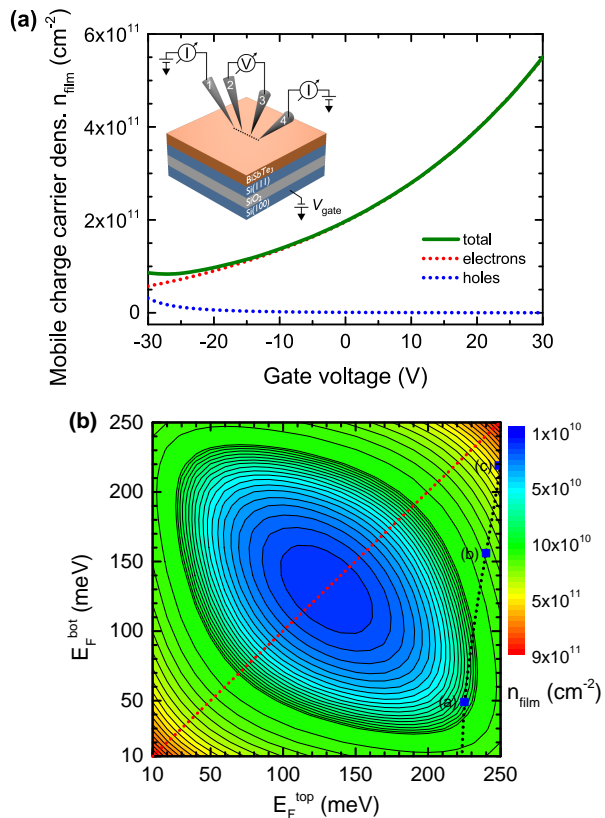 (a)
Mobile charge carrier dens. n_film (cm⁻²)
6x10¹¹
4x10¹¹
2x10¹¹
0
I
V
I
1
2
3
4
BiSbTe₃
Si(111)
SiO₂
Si(100)
V_gate
total
electrons
holes
-30 -20 -10 0 10 20 30
Gate voltage (V)
(b)
E_F^bot (meV)
250
200
150
100
50
10
(c)
(b)
(a)
10 50 100 150 200 250
E_F^top (meV)
1x10¹⁰
5x10¹⁰
10x10¹⁰
5x10¹¹
9x10¹¹
n_film (cm⁻²)